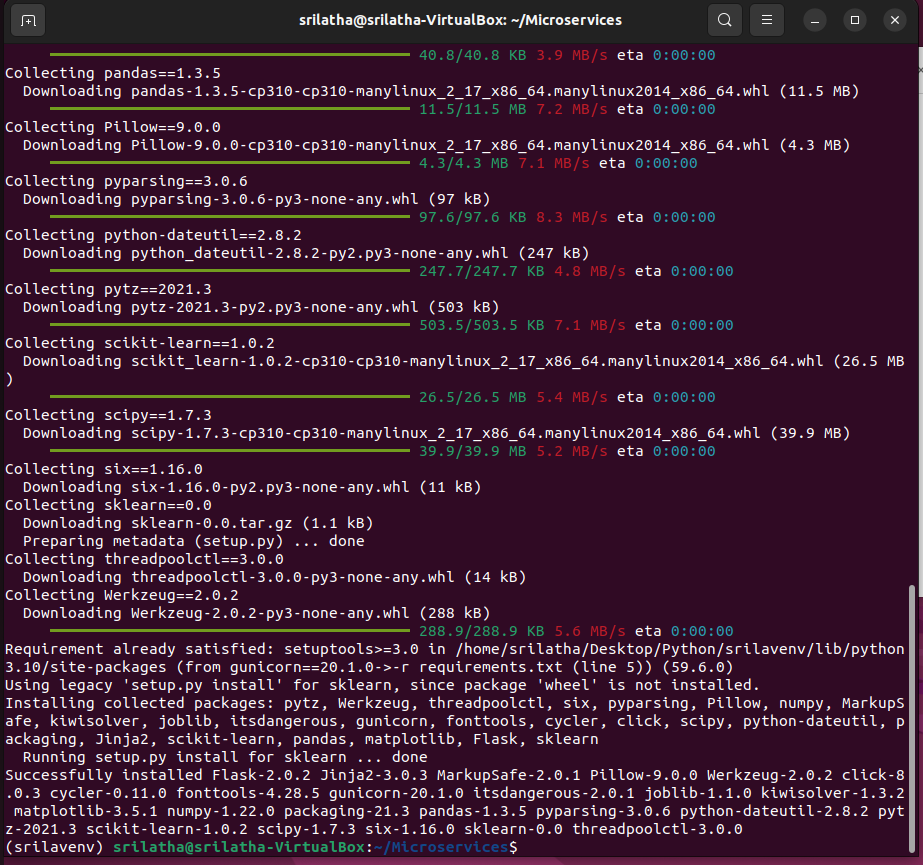 srilatha@srilatha-VirtualBox: ~/Microservices
40.8/40.8 KB 3.9 MB/s eta 0:00:00
Collecting pandas==1.3.5
Downloading pandas-1.3.5-cp310-cp310-manylinux_2_17_x86_64.manylinux2014_x86_64.whl (11.5 MB)
11.5/11.5 MB 7.2 MB/s eta 0:00:00
Collecting Pillow==9.0.0
Downloading Pillow-9.0.0-cp310-cp310-manylinux_2_17_x86_64.manylinux2014_x86_64.whl (4.3 MB)
4.3/4.3 MB 7.1 MB/s eta 0:00:00
Collecting pyparsing==3.0.6
Downloading pyparsing-3.0.6-py3-none-any.whl (97 kB)
97.6/97.6 KB 8.3 MB/s eta 0:00:00
Collecting python-dateutil==2.8.2
Downloading python_dateutil-2.8.2-py2.py3-none-any.whl (247 kB)
247.7/247.7 KB 4.8 MB/s eta 0:00:00
Collecting pytz==2021.3
Downloading pytz-2021.3-py2.py3-none-any.whl (503 kB)
503.5/503.5 KB 7.1 MB/s eta 0:00:00
Collecting scikit-learn==1.0.2
Downloading scikit_learn-1.0.2-cp310-cp310-manylinux_2_17_x86_64.manylinux2014_x86_64.whl (26.5 MB
)
26.5/26.5 MB 5.4 MB/s eta 0:00:00
Collecting scipy==1.7.3
Downloading scipy-1.7.3-cp310-cp310-manylinux_2_17_x86_64.manylinux2014_x86_64.whl (39.9 MB)
39.9/39.9 MB 5.2 MB/s eta 0:00:00
Collecting six==1.16.0
Downloading six-1.16.0-py2.py3-none-any.whl (11 kB)
Collecting sklearn==0.0
Downloading sklearn-0.0.tar.gz (1.1 kB)
Preparing metadata (setup.py) ... done
Collecting threadpoolctl==3.0.0
Downloading threadpoolctl-3.0.0-py3-none-any.whl (14 kB)
Collecting Werkzeug==2.0.2
Downloading Werkzeug-2.0.2-py3-none-any.whl (288 kB)
288.9/288.9 KB 5.6 MB/s eta 0:00:00
Requirement already satisfied: setuptools>=3.0 in /home/srilatha/Desktop/Python/srilavenv/lib/python
3.10/site-packages (from gunicorn==20.1.0->-r requirements.txt (line 5)) (59.6.0)
Using legacy 'setup.py install' for sklearn, since package 'wheel' is not installed.
Installing collected packages: pytz, Werkzeug, threadpoolctl, six, pyparsing, Pillow, numpy, MarkupS
afe, kiwisolver, joblib, itsdangerous, gunicorn, fonttools, cycler, click, scipy, python-dateutil, p
ackaging, Jinja2, scikit-learn, pandas, matplotlib, Flask, sklearn
Running setup.py install for sklearn ... done
Successfully installed Flask-2.0.2 Jinja2-3.0.3 MarkupSafe-2.0.1 Pillow-9.0.0 Werkzeug-2.0.2 click-8
.0.3 cycler-0.11.0 fonttools-4.28.5 gunicorn-20.1.0 itsdangerous-2.0.1 joblib-1.1.0 kiwisolver-1.3.2
matplotlib-3.5.1 numpy-1.22.0 packaging-21.3 pandas-1.3.5 pyparsing-3.0.6 python-dateutil-2.8.2 pyt
z-2021.3 scikit-learn-1.0.2 scipy-1.7.3 six-1.16.0 sklearn-0.0 threadpoolctl-3.0.0
(srilavenv) srilatha@srilatha-VirtualBox:~/Microservices$